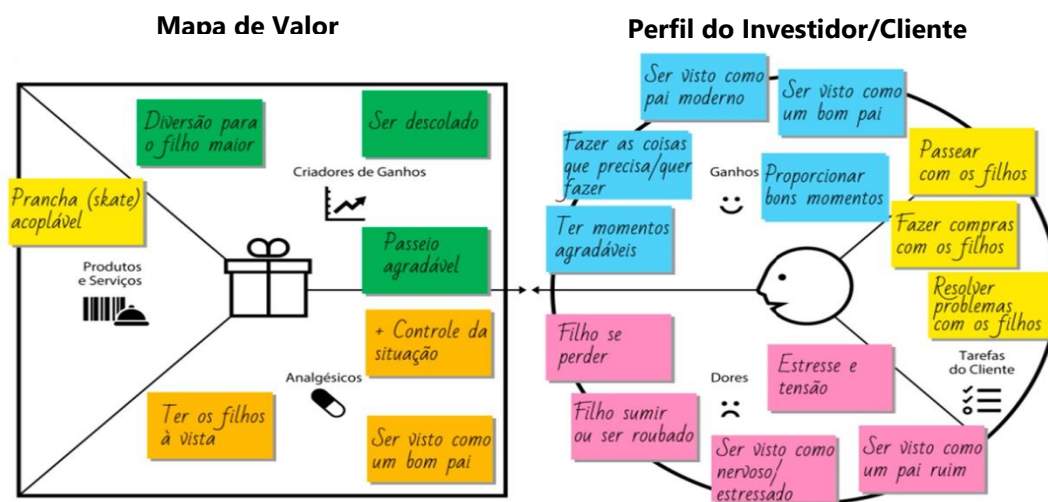 Mapa de Valor
Diversão para
o filho maior
Ser descolado
Criadores de Ganhos
Prancha (skate)
acoplável
Passeio
agradável
Produtos
e Serviços
+ Controle da
situação
Analgésicos
Ter os filhos
à vista
Ser visto como
um bom pai
Perfil do Investidor/Cliente
Ser visto como
pai moderno
Ser visto como
um bom pai
Fazer as coisas
que precisa/quer
fazer
Ganhos
Proporcionar
bons momentos
Passear
com os filhos
Ter momentos
agradáveis
Fazer compras
com os filhos
Resolver
problemas
com os filhos
Filho se
perder
Estresse e
tensão
Tarefas
do Cliente
Dores
Filho sumir
ou ser roubado
Ser visto como
nervoso/
estressado
Ser visto como
um pai ruim